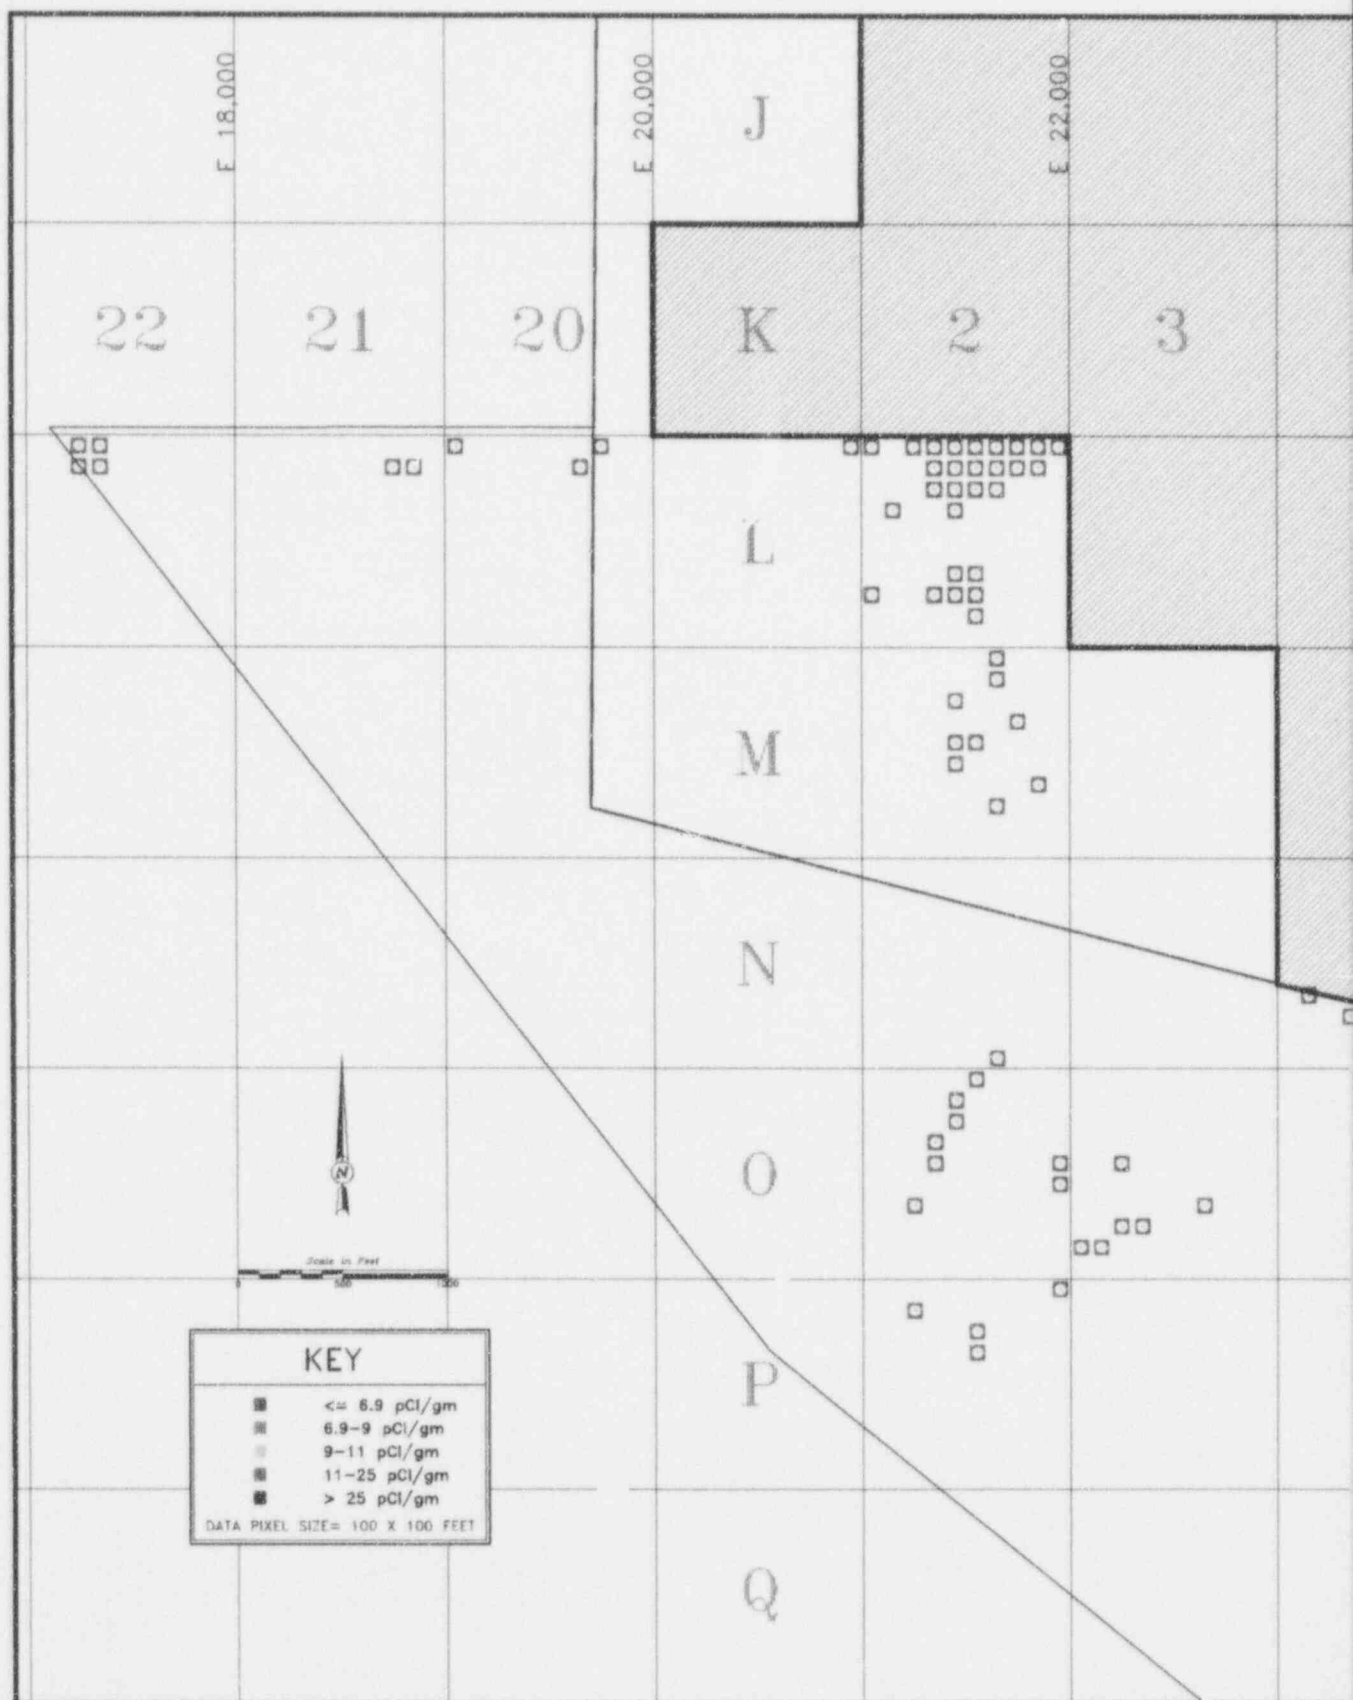 E 18,000
E 20,000
E 22,000
J
22
21
20
K
2
3
L
M
N
O
N
Scale in Feet
0 500 1000
P
KEY
<= 6.9 pCi/gm
6.9-9 pCi/gm
9-11 pCi/gm
11-25 pCi/gm
> 25 pCi/gm
DATA PIXEL SIZE= 100 X 100 FEET
Q